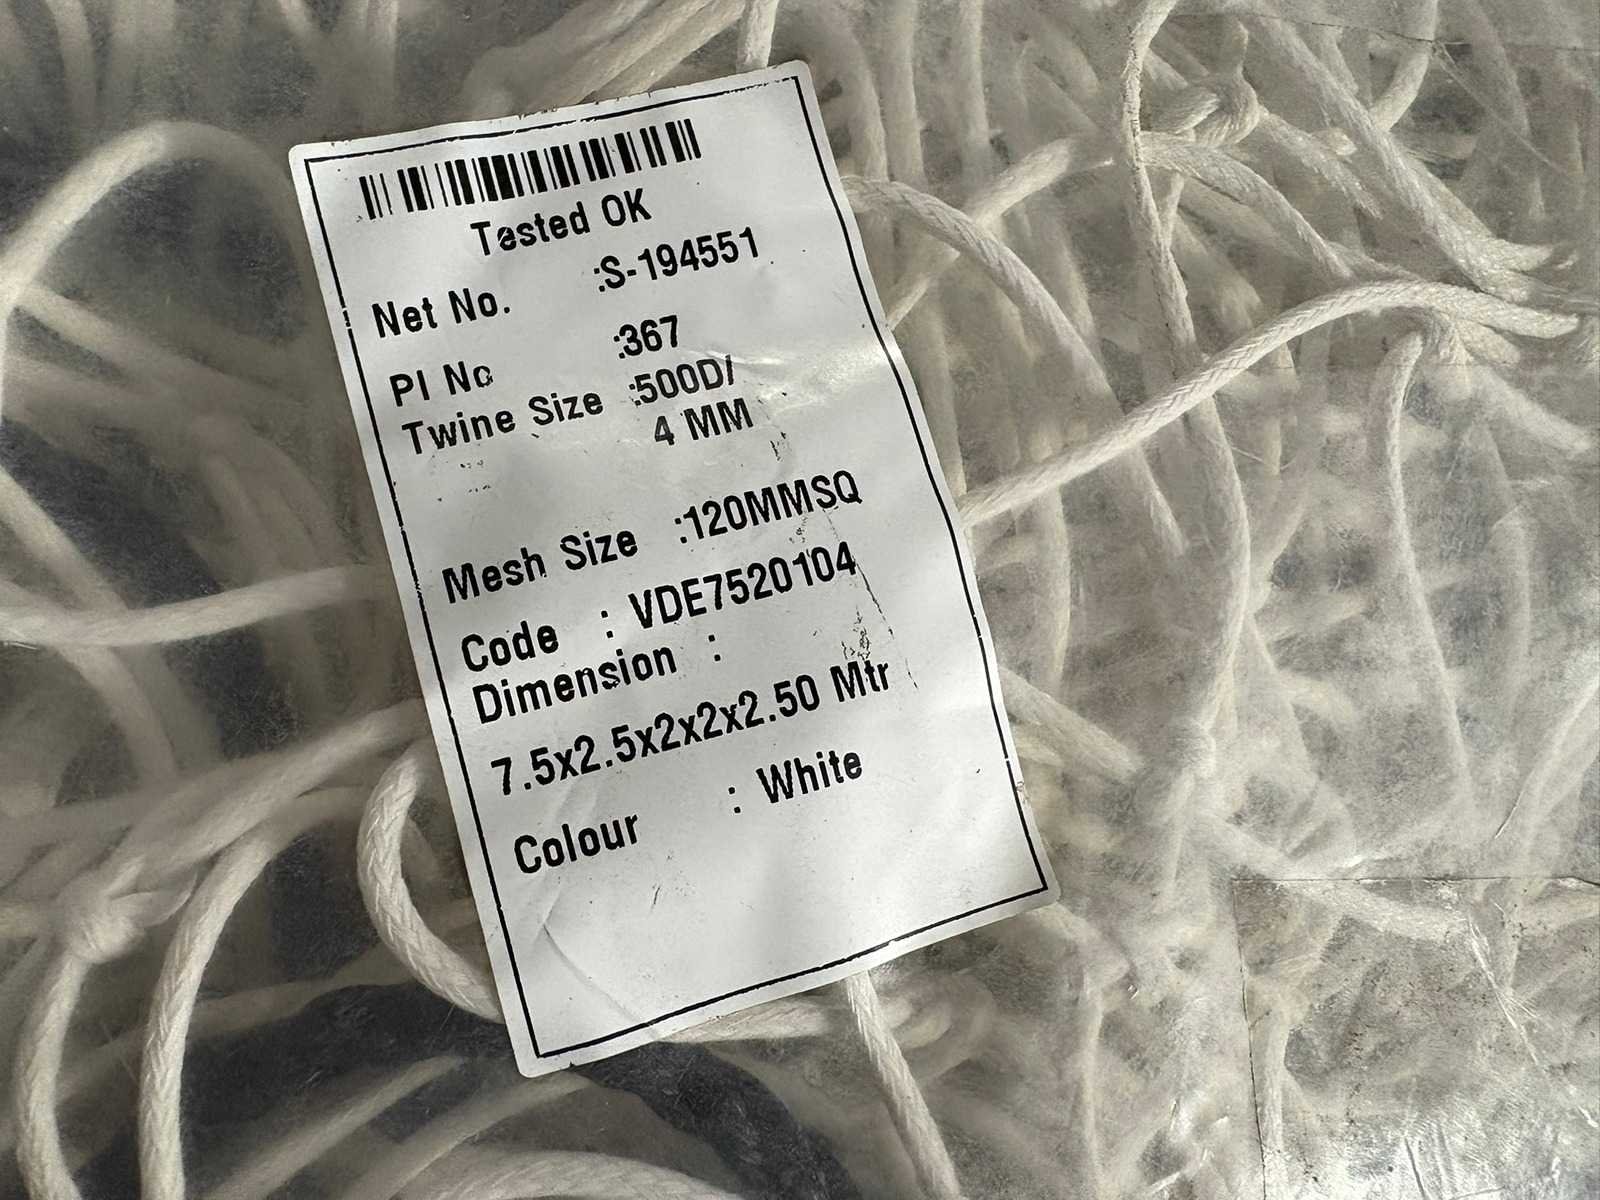 Tested OK
Net No. :S-194551
PI No :367
Twine Size :500D/
4 MM
Mesh Size :120MMSQ
Code : VDE7520104
Dimension :
7.5x2.5x2x2x2.50 Mtr
Colour : White